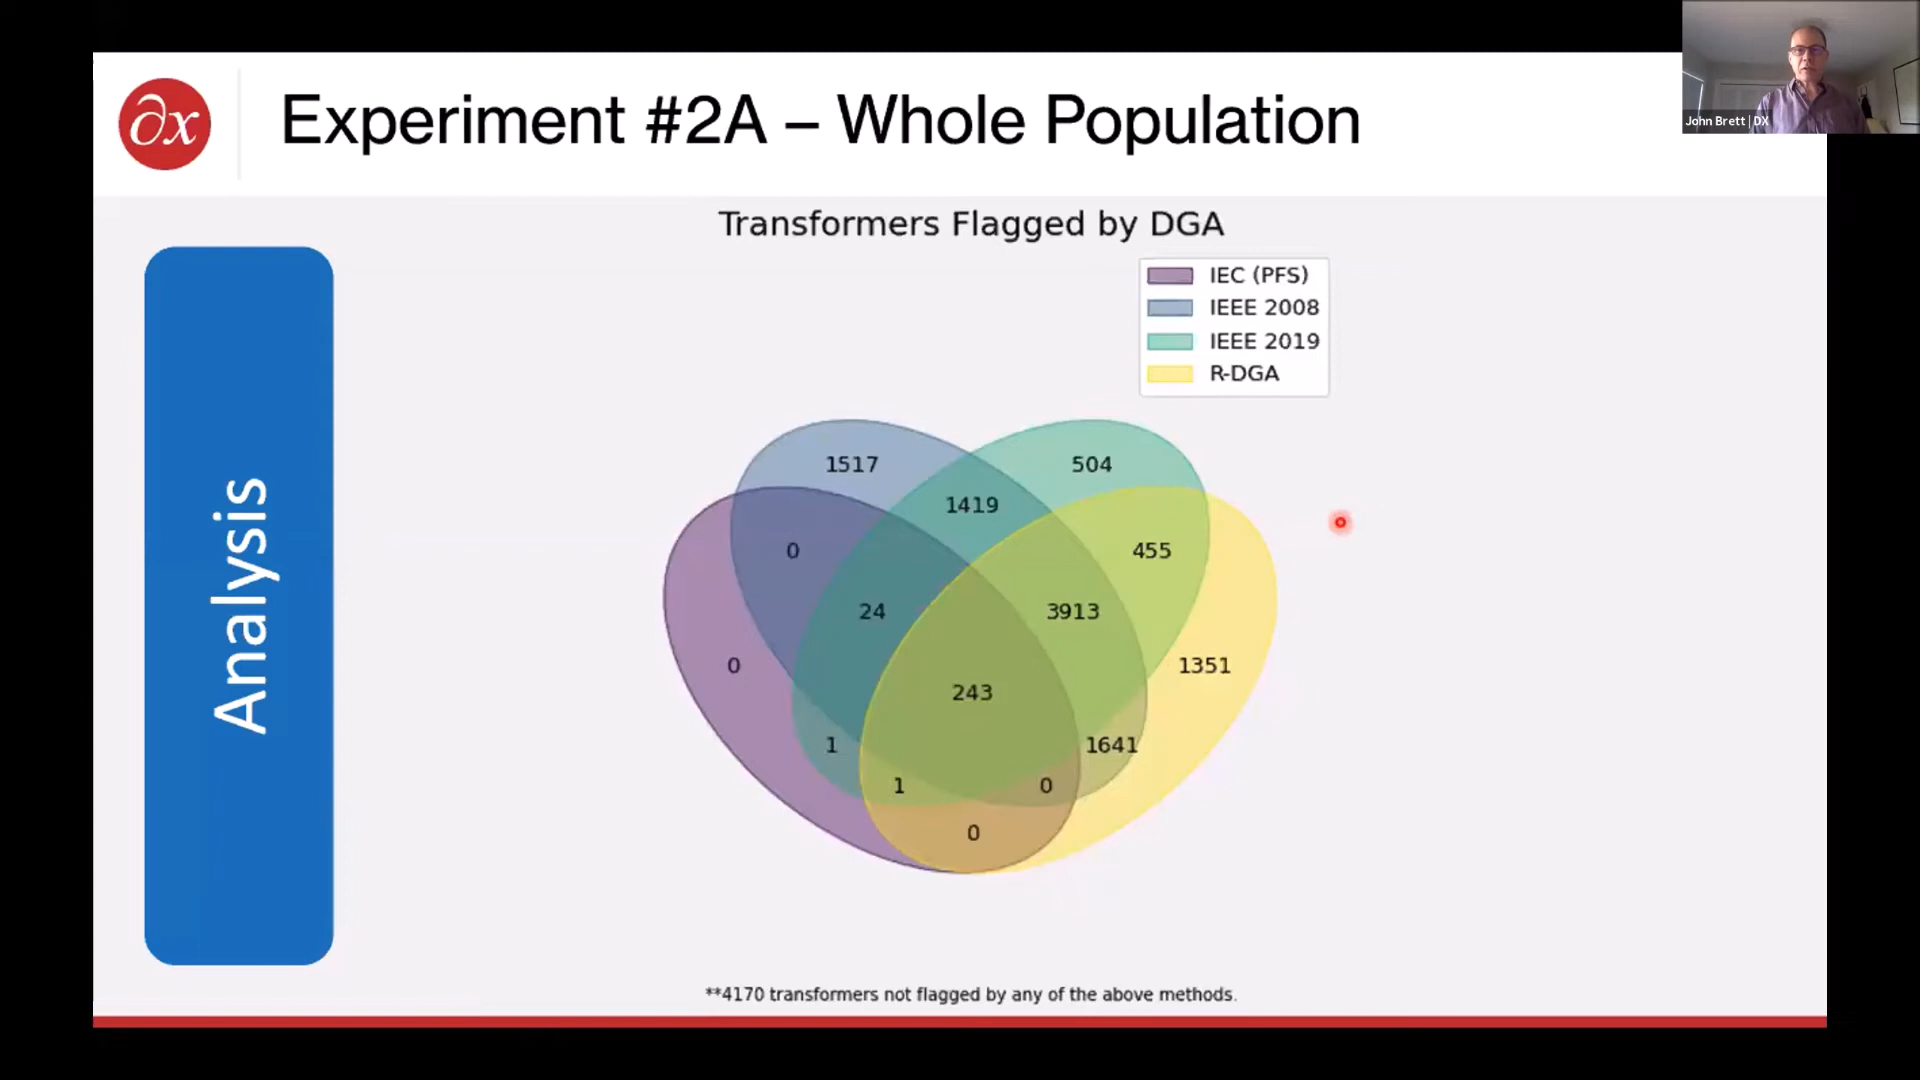 ∂x
Experiment #2A – Whole Population
John Brett | DX
Analysis
Transformers Flagged by DGA
IEC (PFS)
IEEE 2008
IEEE 2019
R-DGA
1517
504
1419
0
455
24
3913
0
1351
243
1
1641
1
0
0
**4170 transformers not flagged by any of the above methods.